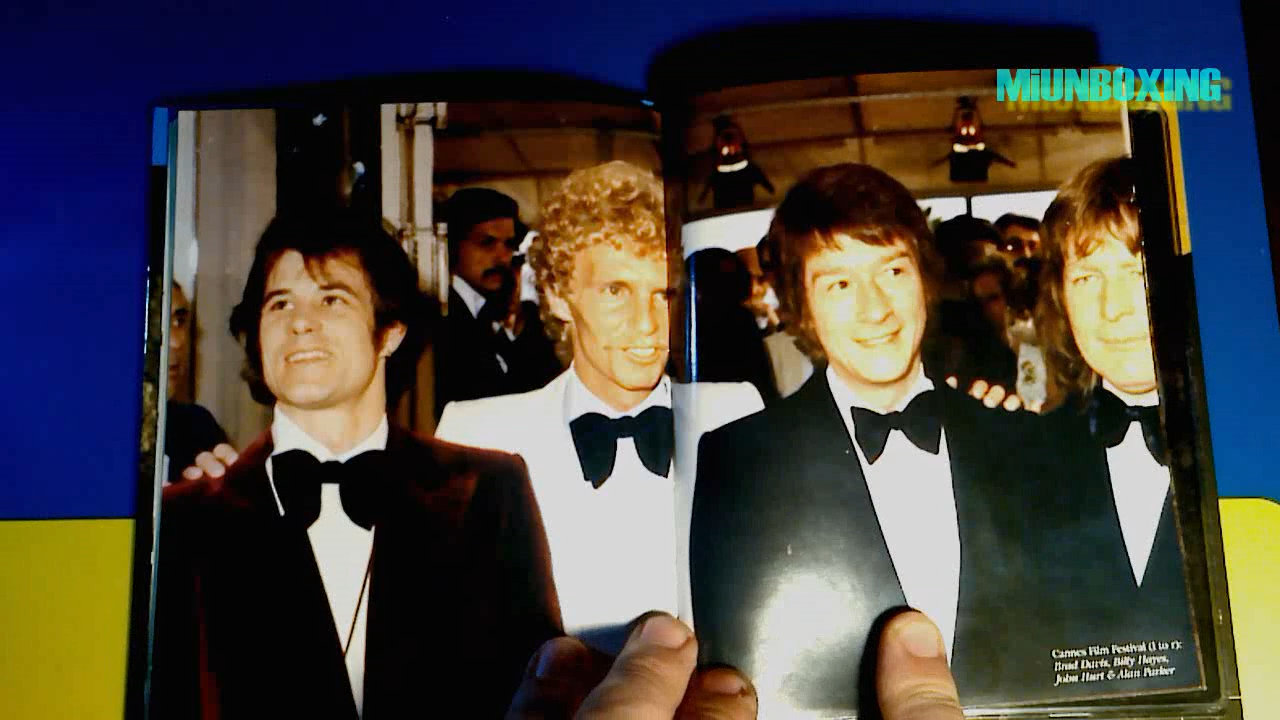 MiUNBOXING
Cannes Film Festival (l to r):
Brad Davis, Billy Hayes,
John Hurt & Alan Parker